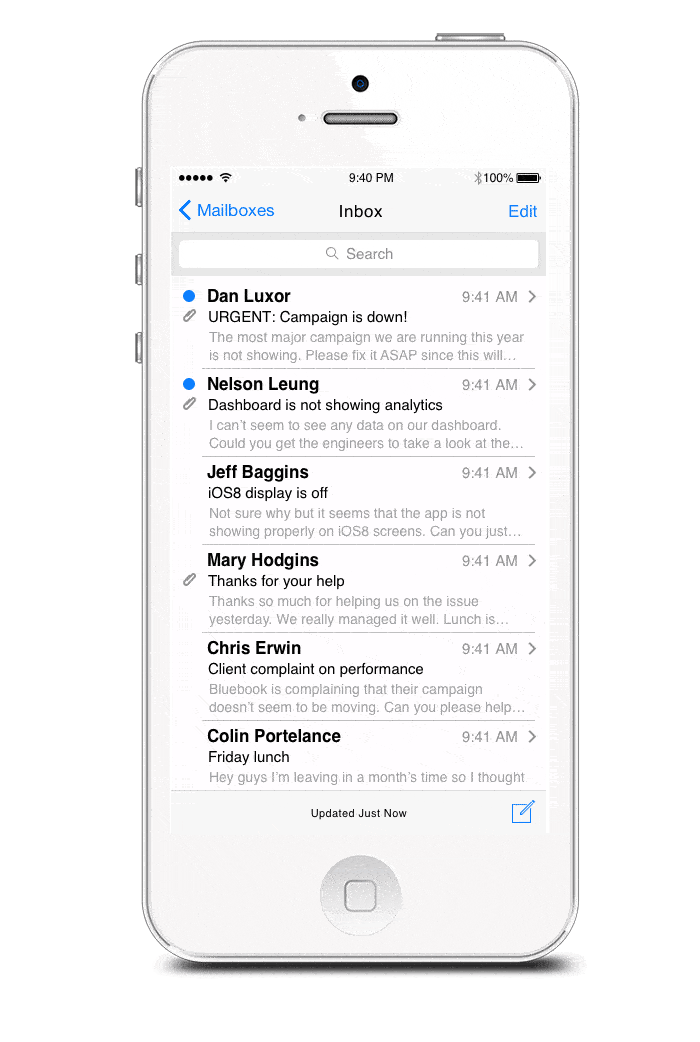 9:40 PM 100%
Mailboxes Inbox Edit
Search
Dan Luxor 9:41 AM
URGENT: Campaign is down!
The most major campaign we are running this year
is not showing. Please fix it ASAP since this will…
Nelson Leung 9:41 AM
Dashboard is not showing analytics
I can't seem to see any data on our dashboard.
Could you get the engineers to take a look at the…
Jeff Baggins 9:41 AM
iOS8 display is off
Not sure why but it seems that the app is not
showing properly on iOS8 screens. Can you just…
Mary Hodgins 9:41 AM
Thanks for your help
Thanks so much for helping us on the issue
yesterday. We really managed it well. Lunch is…
Chris Erwin 9:41 AM
Client complaint on performance
Bluebook is complaining that their campaign
doesn't seem to be moving. Can you please help…
Colin Portelance 9:41 AM
Friday lunch
Hey guys I'm leaving in a month's time so I thought
Updated Just Now